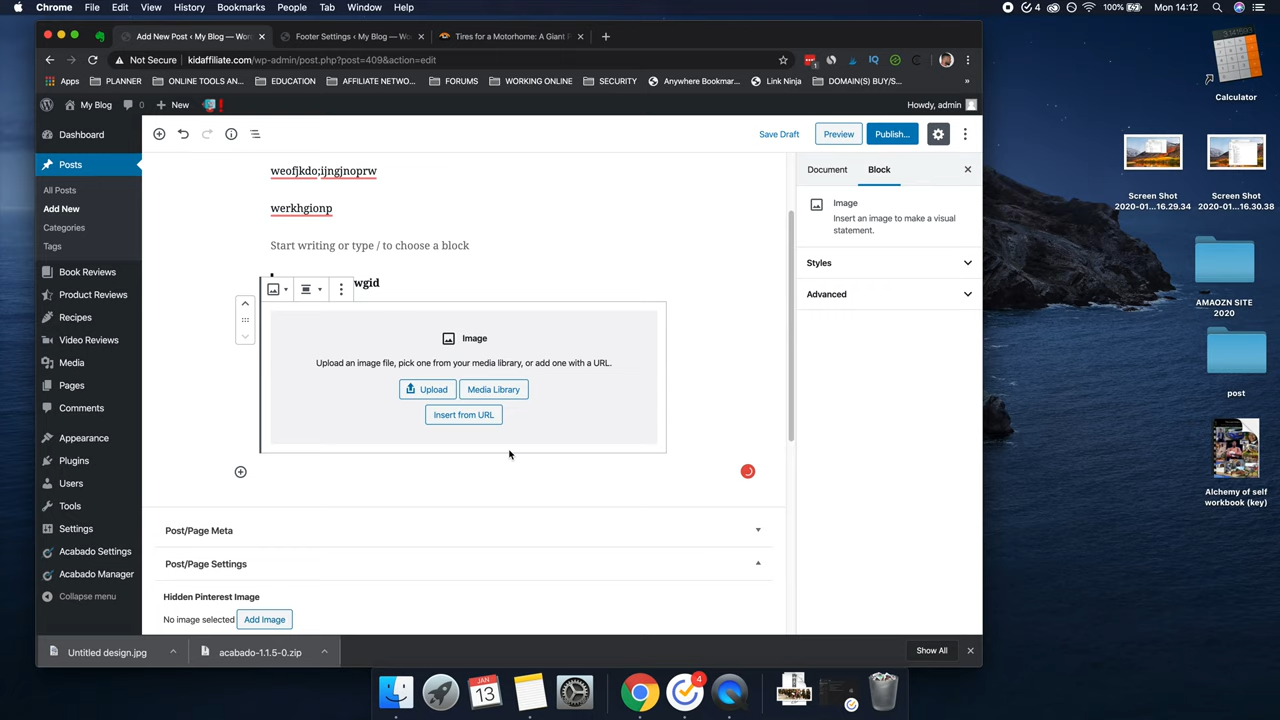 Chrome File Edit View History Bookmarks People Tab Window Help 4 100% Mon 14:12
Add New Post ‹ My Blog — Wor Footer Settings ‹ My Blog — Wo Tires for a Motorhome: A Giant F
Not Secure kidaffiliate.com/wp-admin/post.php?post=409&action=edit
Apps PLANNER ONLINE TOOLS AN... EDUCATION AFFILIATE NETW... FORUMS WORKING ONLINE SECURITY Anywhere Bookmar... Link Ninja DOMAIN(S) BUY/S... »
My Blog 0 New ! Howdy, admin
Dashboard
Posts
All Posts
Add New
Categories
Tags
Book Reviews
Product Reviews
Recipes
Video Reviews
Media
Pages
Comments
Appearance
Plugins
Users
Tools
Settings
Acabado Settings
Acabado Manager
Collapse menu
Save Draft Preview Publish...
weofjkdo;ijngjnoprw
werkhgionp
Start writing or type / to choose a block
wgid
Image
Upload an image file, pick one from your media library, or add one with a URL.
Upload Media Library
Insert from URL
Post/Page Meta
Post/Page Settings
Hidden Pinterest Image
No image selected Add Image
Document Block
Image
Insert an image to make a visual
statement.
Styles
Advanced
Untitled design.jpg acabado-1.1.5-0.zip Show All
Calculator
Screen Shot
2020-01...16.29.34
Screen Shot
2020-01...16.30.38
AMAOZN SITE
2020
post
Alchemy of self
workbook (key)
JAN
13
4